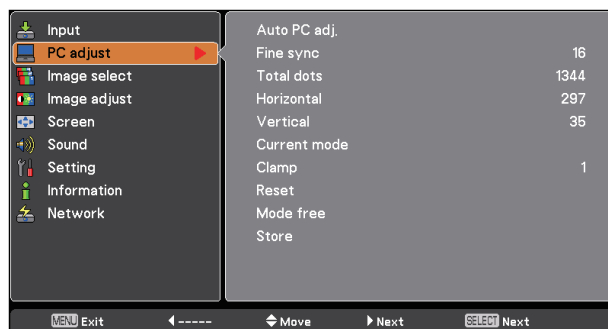 Input
PC adjust
Image select
Image adjust
Screen
Sound
Setting
Information
Network
Auto PC adj.
Fine sync 16
Total dots 1344
Horizontal 297
Vertical 35
Current mode
Clamp 1
Reset
Mode free
Store
MENU Exit ----- Move Next SELECT Next